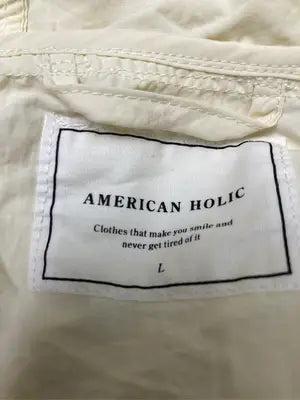 AMERICAN HOLIC
Clothes that make you smile and
never get tired of it
L